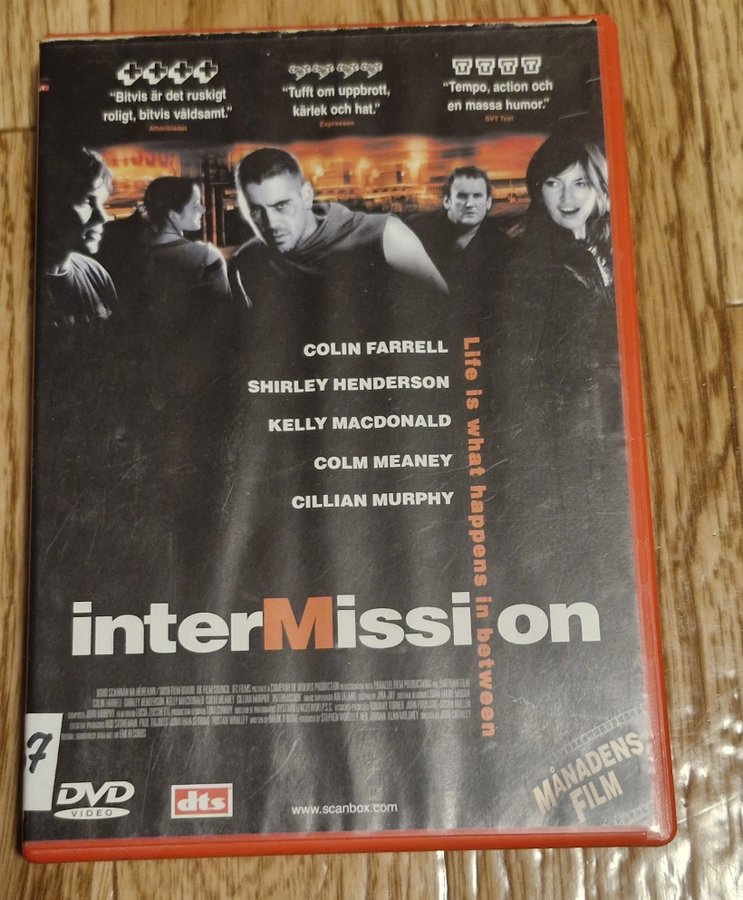 "Bitvis är det ruskigt
roligt, bitvis våldsamt."
Aftonbladet
"Tufft om uppbrott,
kärlek och hat."
Expressen
"Tempo, action och
en massa humor."
SVT Text
COLIN FARRELL
SHIRLEY HENDERSON
KELLY MACDONALD
COLM MEANEY
CILLIAN MURPHY
Life is what happens in between
interMission
7
DVD
VIDEO
dts
www.scanbox.com
MÅNADENS
FILM